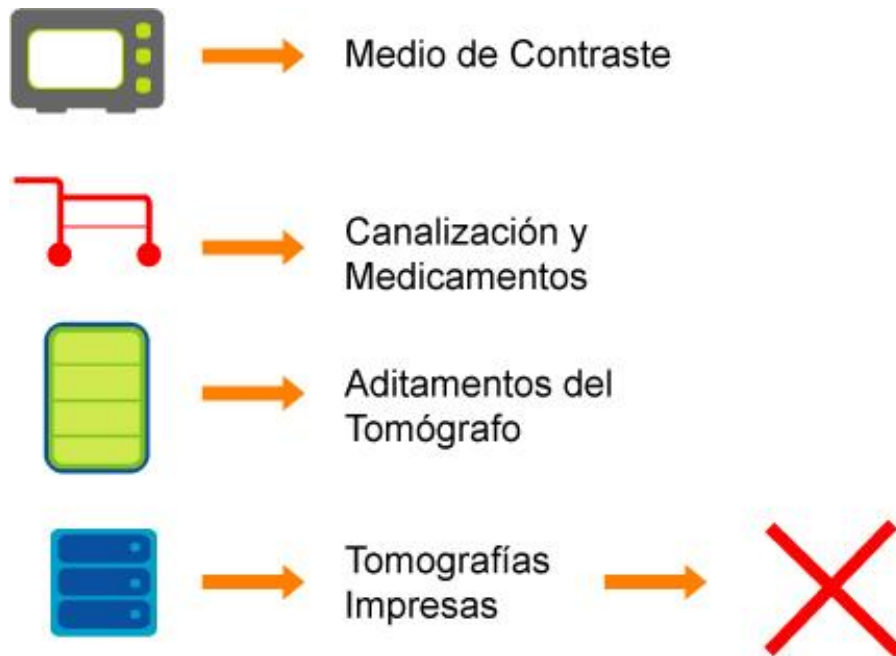 Medio de Contraste
Canalización y
Medicamentos
Aditamentos del
Tomógrafo
Tomografías
Impresas